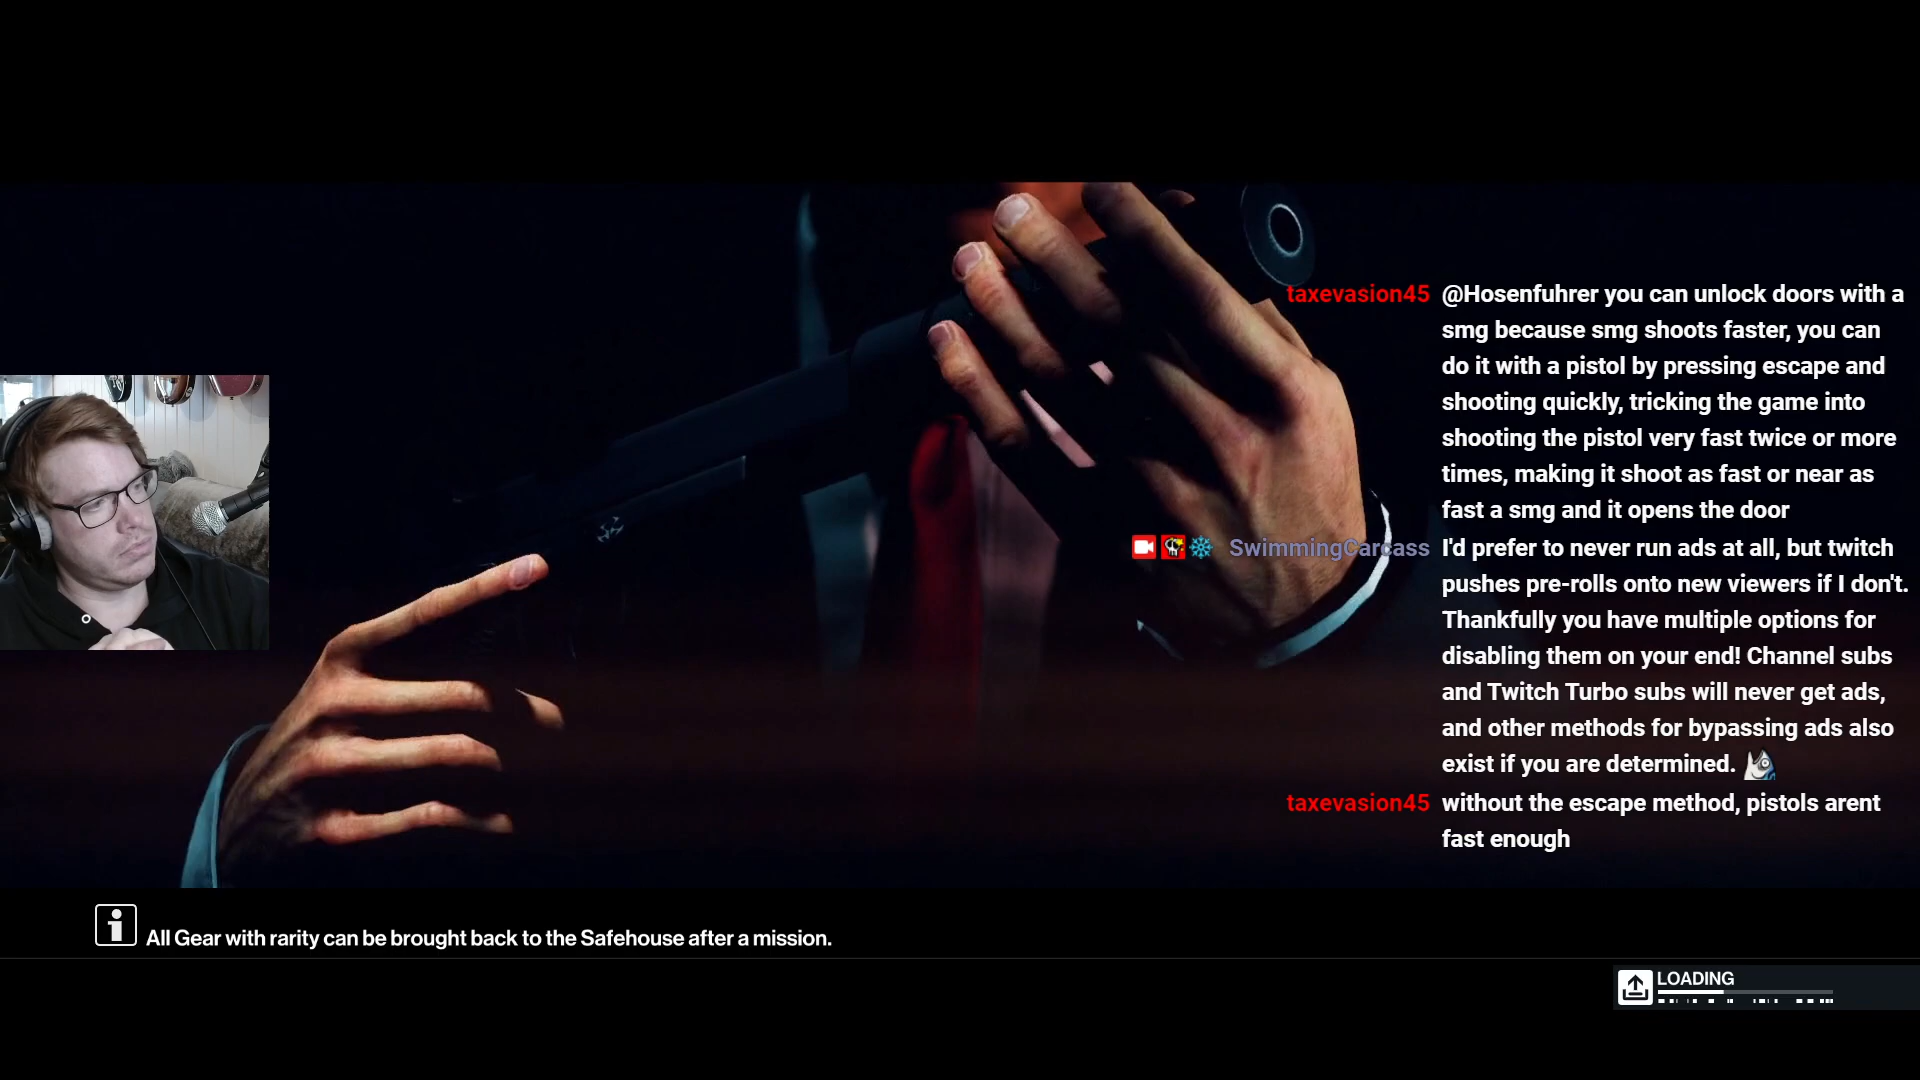 taxevasion45 @Hosenfuhrer you can unlock doors with a
smg because smg shoots faster, you can
do it with a pistol by pressing escape and
shooting quickly, tricking the game into
shooting the pistol very fast twice or more
times, making it shoot as fast or near as
fast a smg and it opens the door
SwimmingCarcass I'd prefer to never run ads at all, but twitch
pushes pre-rolls onto new viewers if I don't.
Thankfully you have multiple options for
disabling them on your end! Channel subs
and Twitch Turbo subs will never get ads,
and other methods for bypassing ads also
exist if you are determined.
taxevasion45 without the escape method, pistols arent
fast enough
All Gear with rarity can be brought back to the Safehouse after a mission.
LOADING